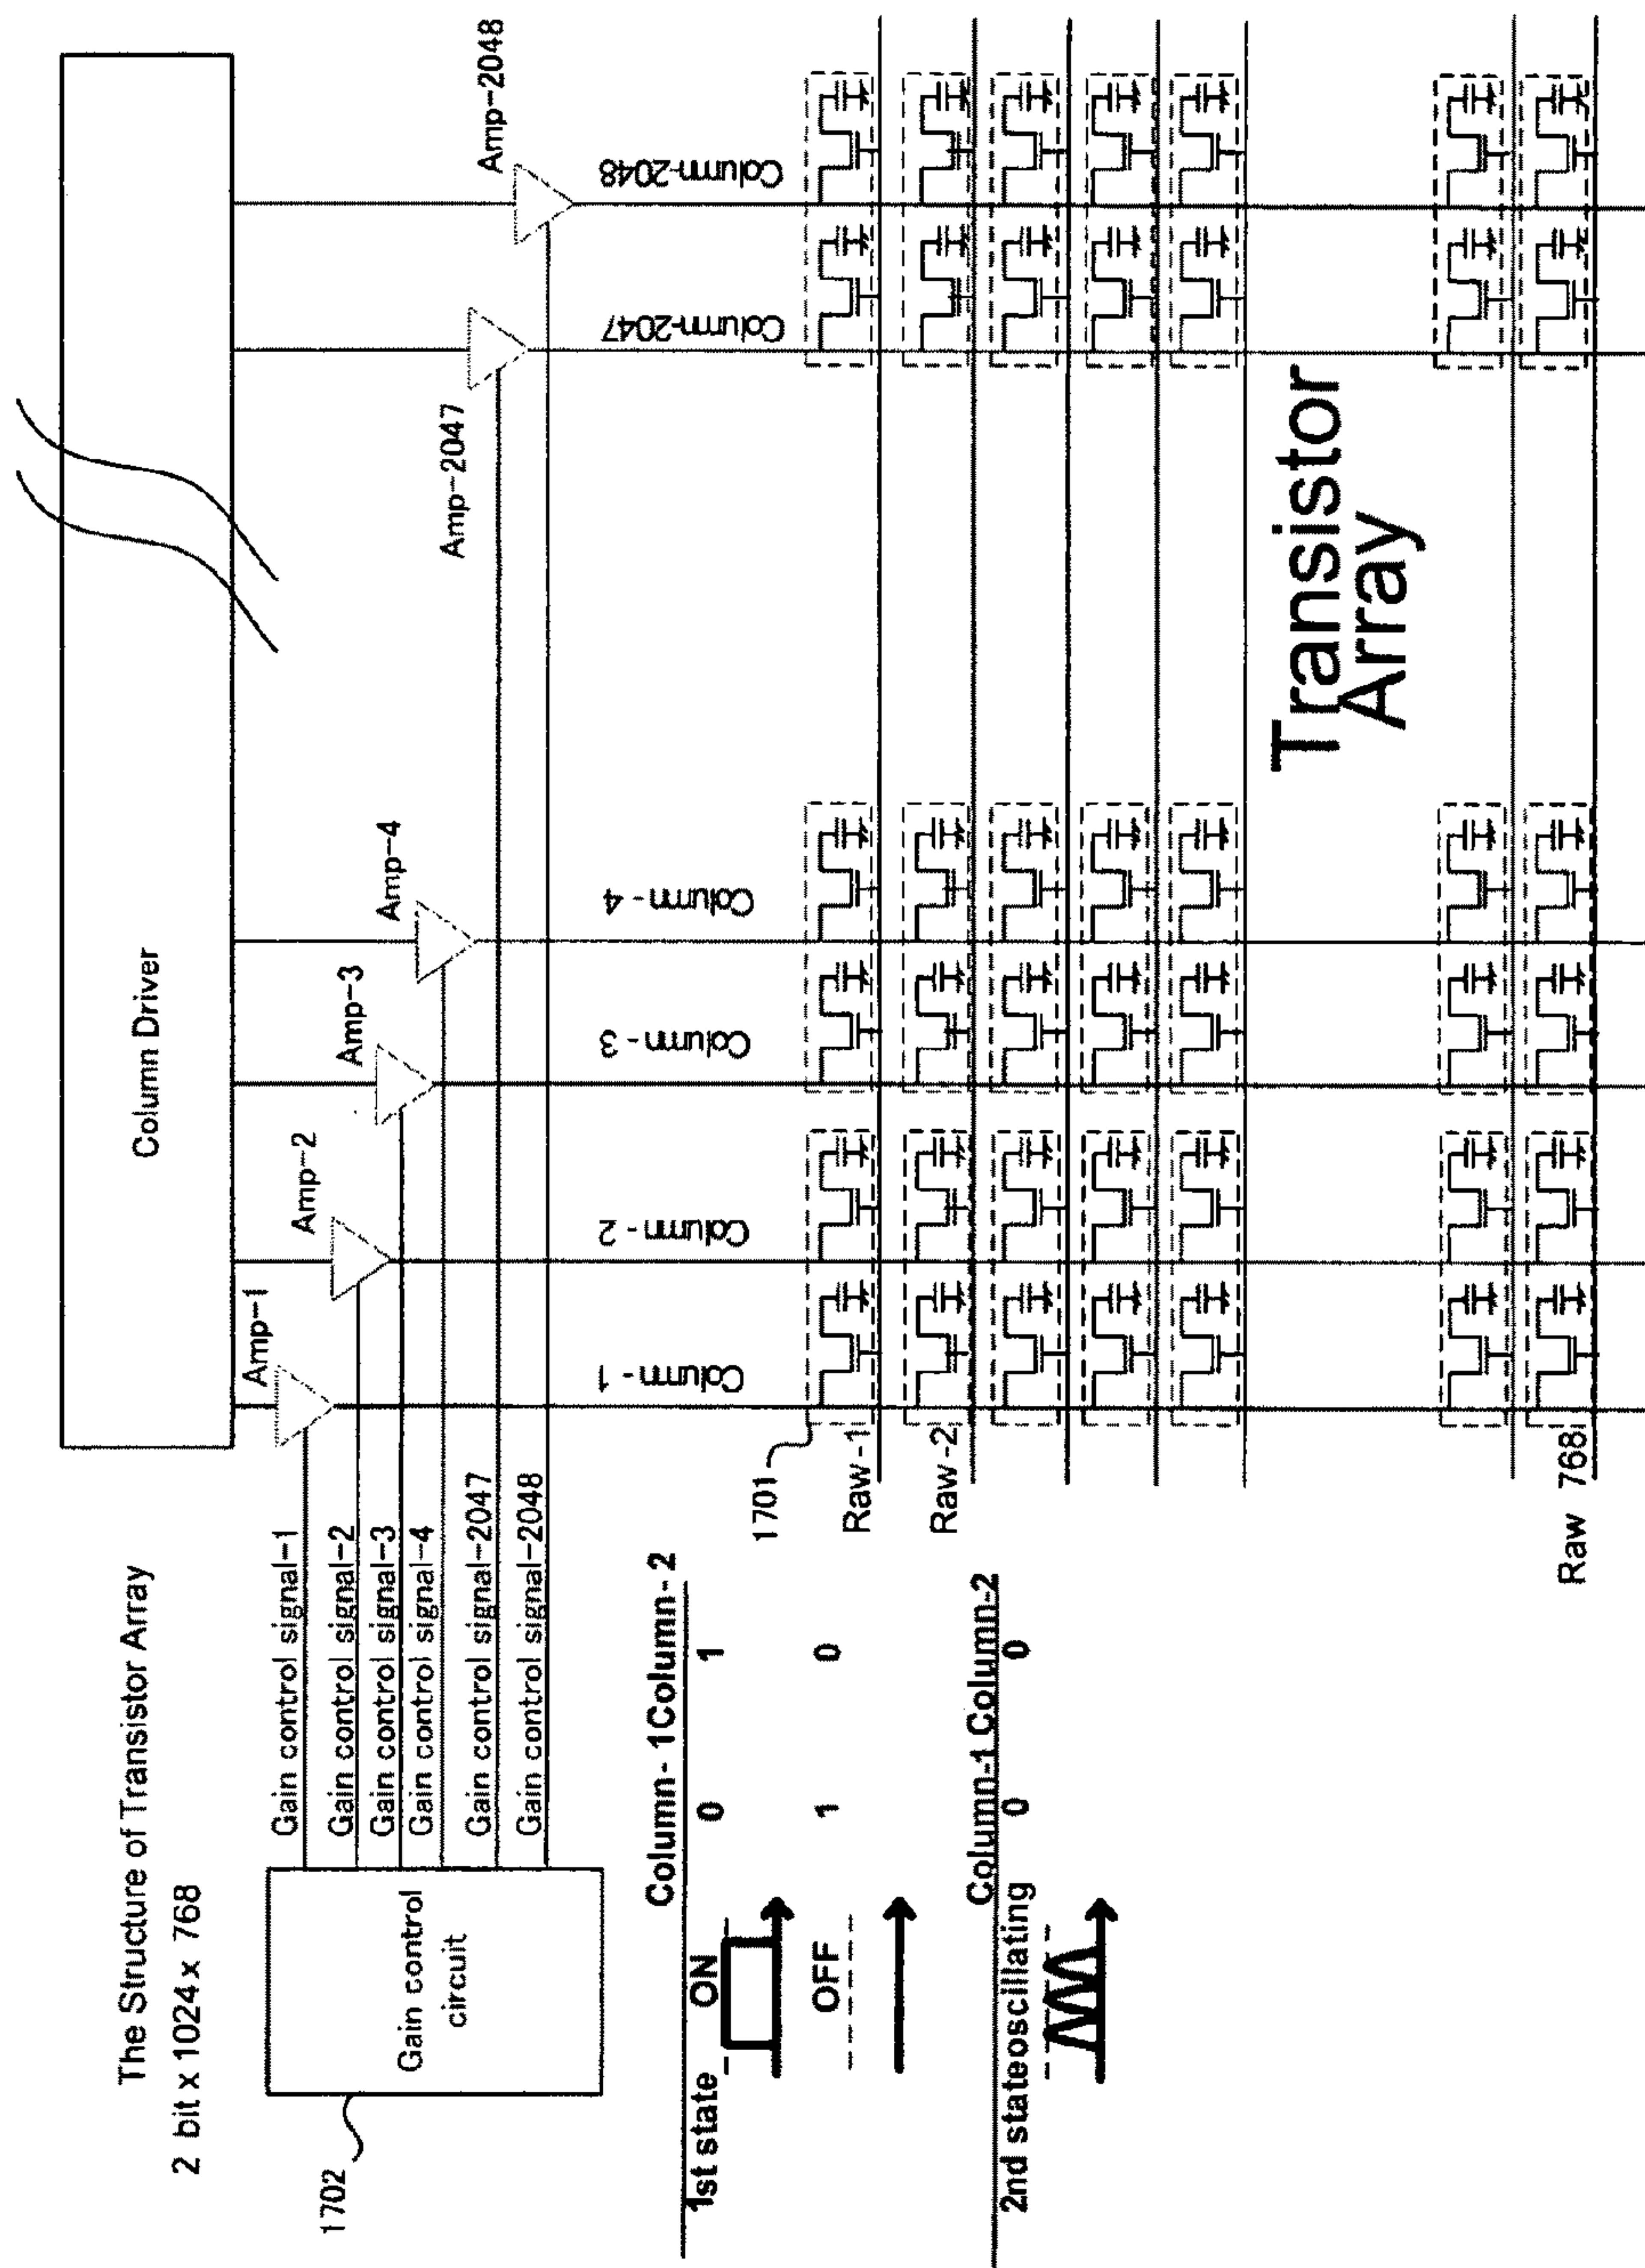 The Structure of Transistor Array
2 bit x 1024 x 768
Column Driver
Amp-1
Amp-2
Amp-3
Amp-4
Amp-2047
Amp-2048
Gain control signal-1
Gain control signal-2
Gain control signal-3
Gain control signal-4
Gain control signal-2047
Gain control signal-2048
Gain control
circuit
1702
Column - 1
Column - 2
Column - 3
Column - 4
Column-2047
Column-2048
1701
Raw -1
Raw -2
Raw 768
Transistor
Array
Column- 1Column- 2
1st state ON 0 1
OFF 1 0
Column-1 Column-2
2nd stateoscillating 0 0